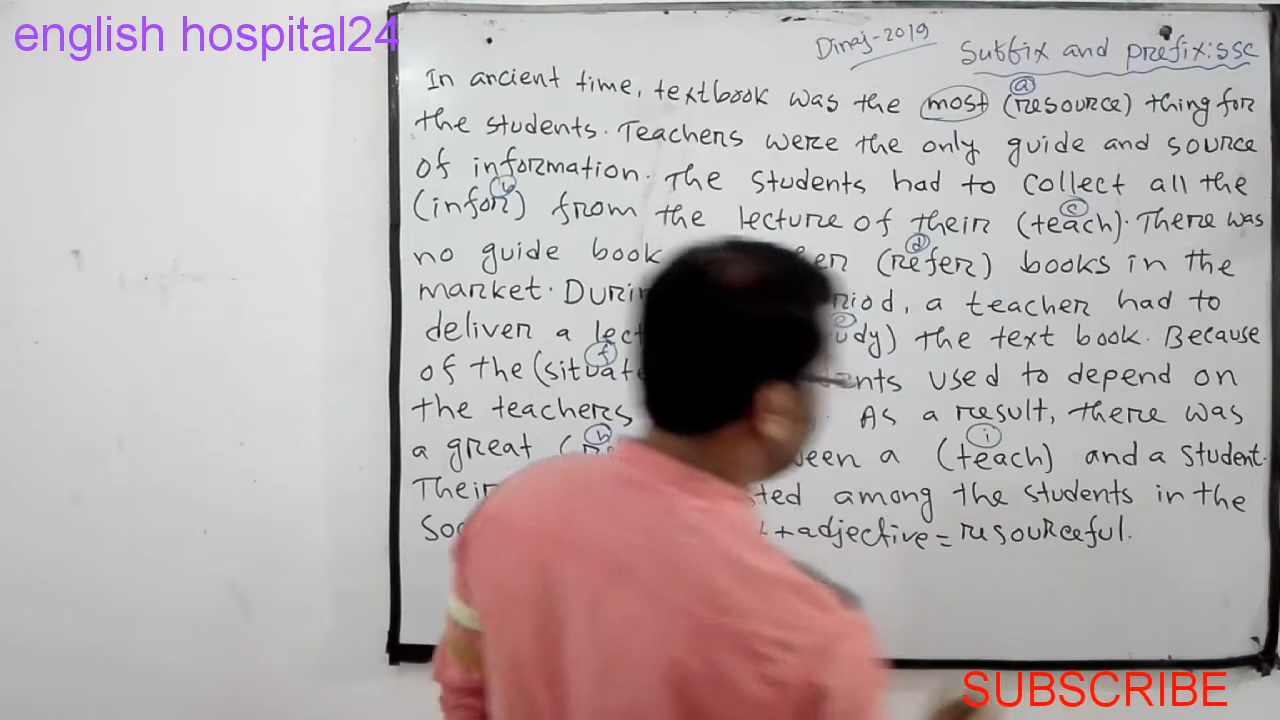 english hospital24
Dinaj-2019
Suffix and prefix: SSC
In ancient time, textbook was the most (resource) thing for
a
the students. Teachers were the only guide and source
of information. The students had to collect all the
b
(infor) from the lecture of their (teach). There was
c
no guide book (refer) books in the
d
market. a teacher had to
deliver a the text book. Because
e
of the (situate used to depend on
f
the teachers As a result, there was
a great a (teach) and a student.
h i
Their among the students in the
+adjective = resourceful.
SUBSCRIBE